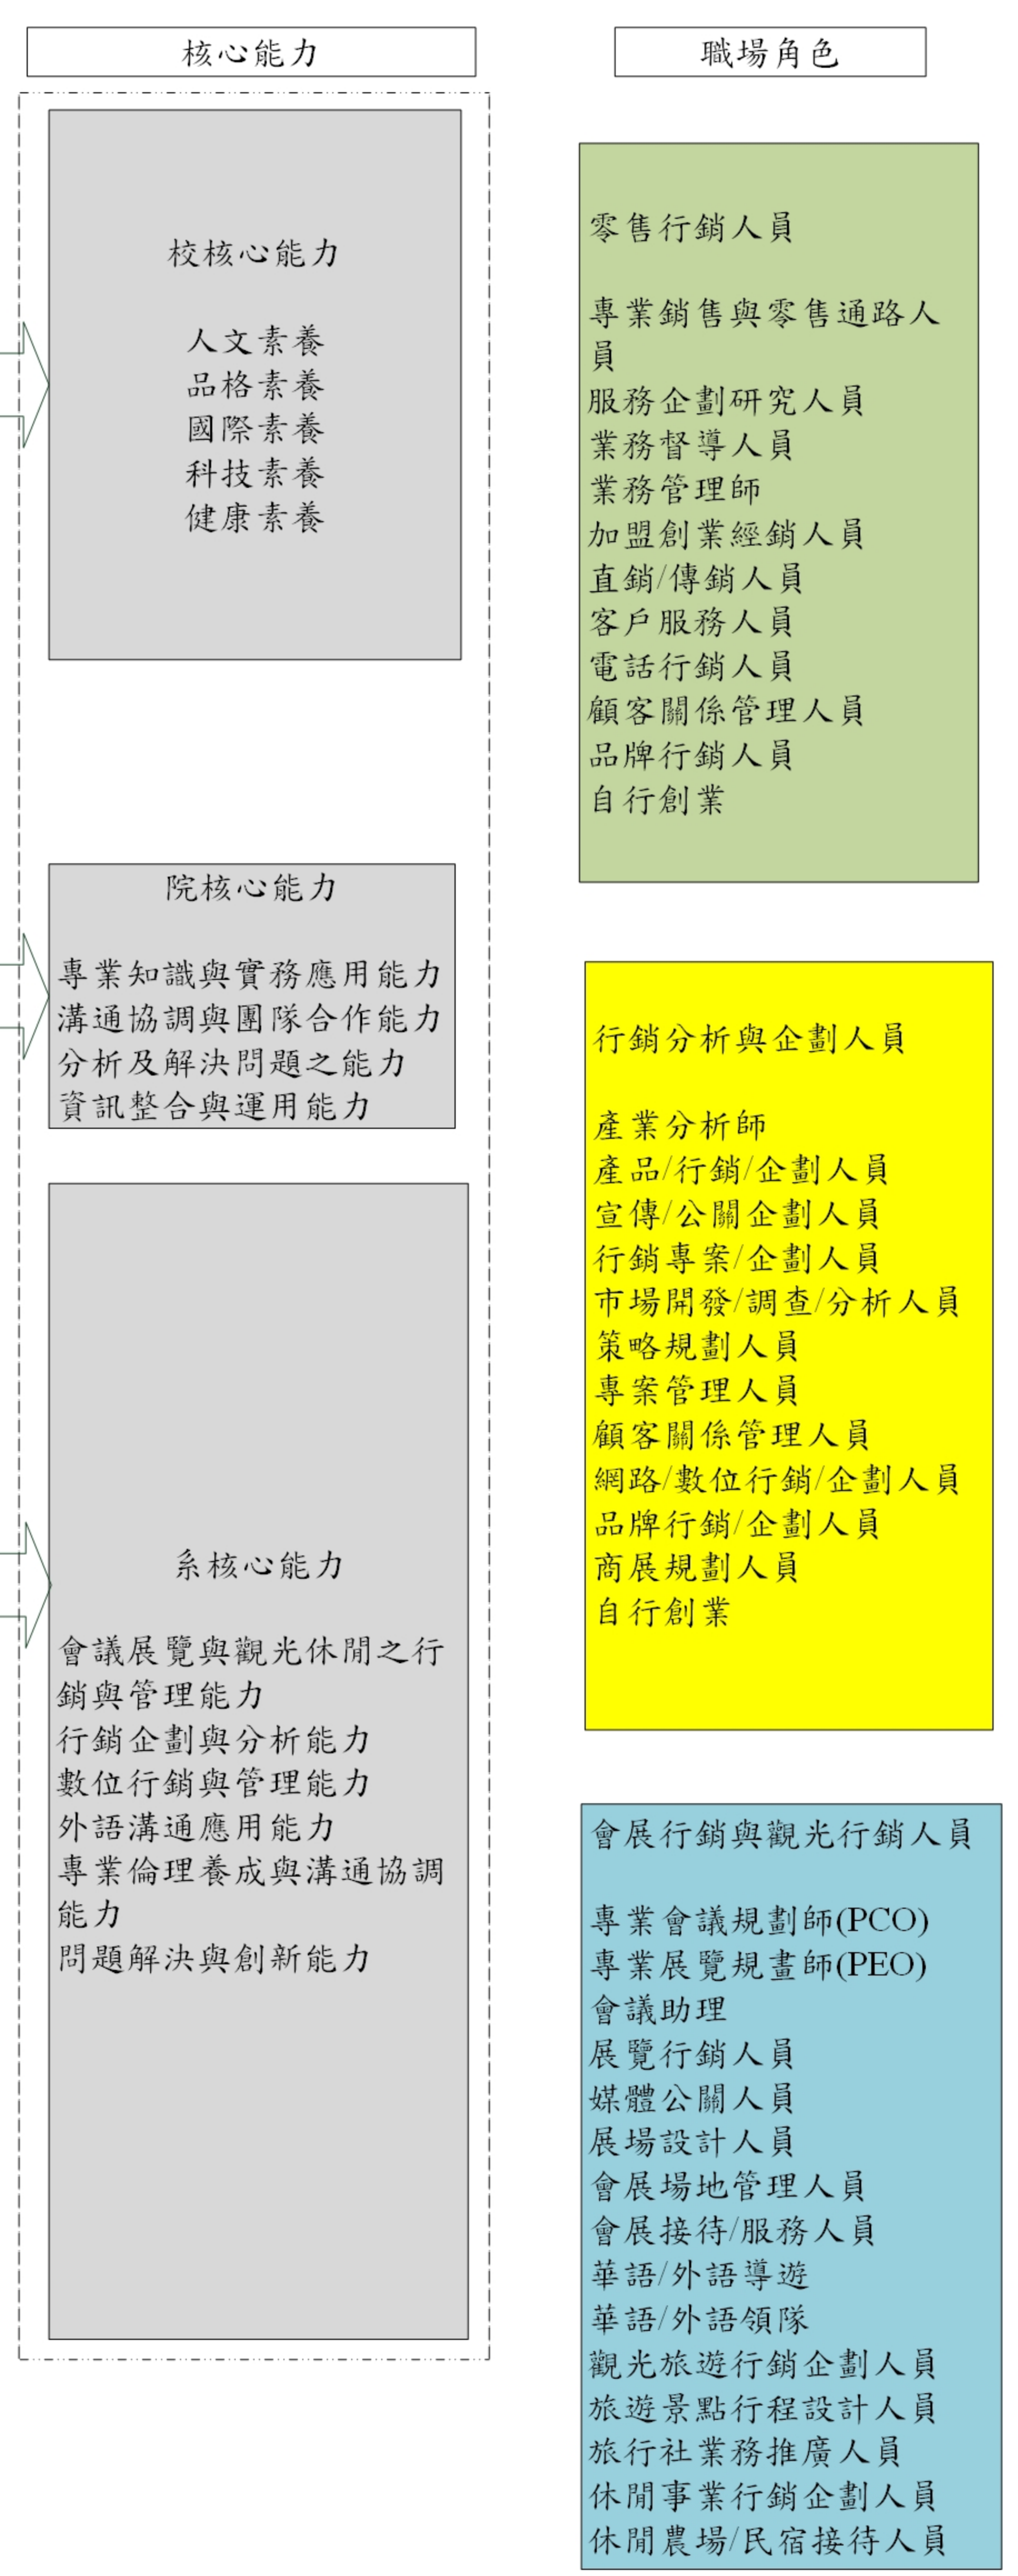 核心能力
校核心能力
人文素養
品格素養
國際素養
科技素養
健康素養
院核心能力
專業知識與實務應用能力
溝通協調與團隊合作能力
分析及解決問題之能力
資訊整合與運用能力
系核心能力
會議展覽與觀光休閒之行
銷與管理能力
行銷企劃與分析能力
數位行銷與管理能力
外語溝通應用能力
專業倫理養成與溝通協調
能力
問題解決與創新能力
職場角色
零售行銷人員
專業銷售與零售通路人
員
服務企劃研究人員
業務督導人員
業務管理師
加盟創業經銷人員
直銷/傳銷人員
客戶服務人員
電話行銷人員
顧客關係管理人員
品牌行銷人員
自行創業
行銷分析與企劃人員
產業分析師
產品/行銷/企劃人員
宣傳/公關企劃人員
行銷專案/企劃人員
市場開發/調查/分析人員
策略規劃人員
專案管理人員
顧客關係管理人員
網路/數位行銷/企劃人員
品牌行銷/企劃人員
商展規劃人員
自行創業
會展行銷與觀光行銷人員
專業會議規劃師(PCO)
專業展覽規畫師(PEO)
會議助理
展覽行銷人員
媒體公關人員
展場設計人員
會展場地管理人員
會展接待/服務人員
華語/外語導遊
華語/外語領隊
觀光旅遊行銷企劃人員
旅遊景點行程設計人員
旅行社業務推廣人員
休閒事業行銷企劃人員
休閒農場/民宿接待人員